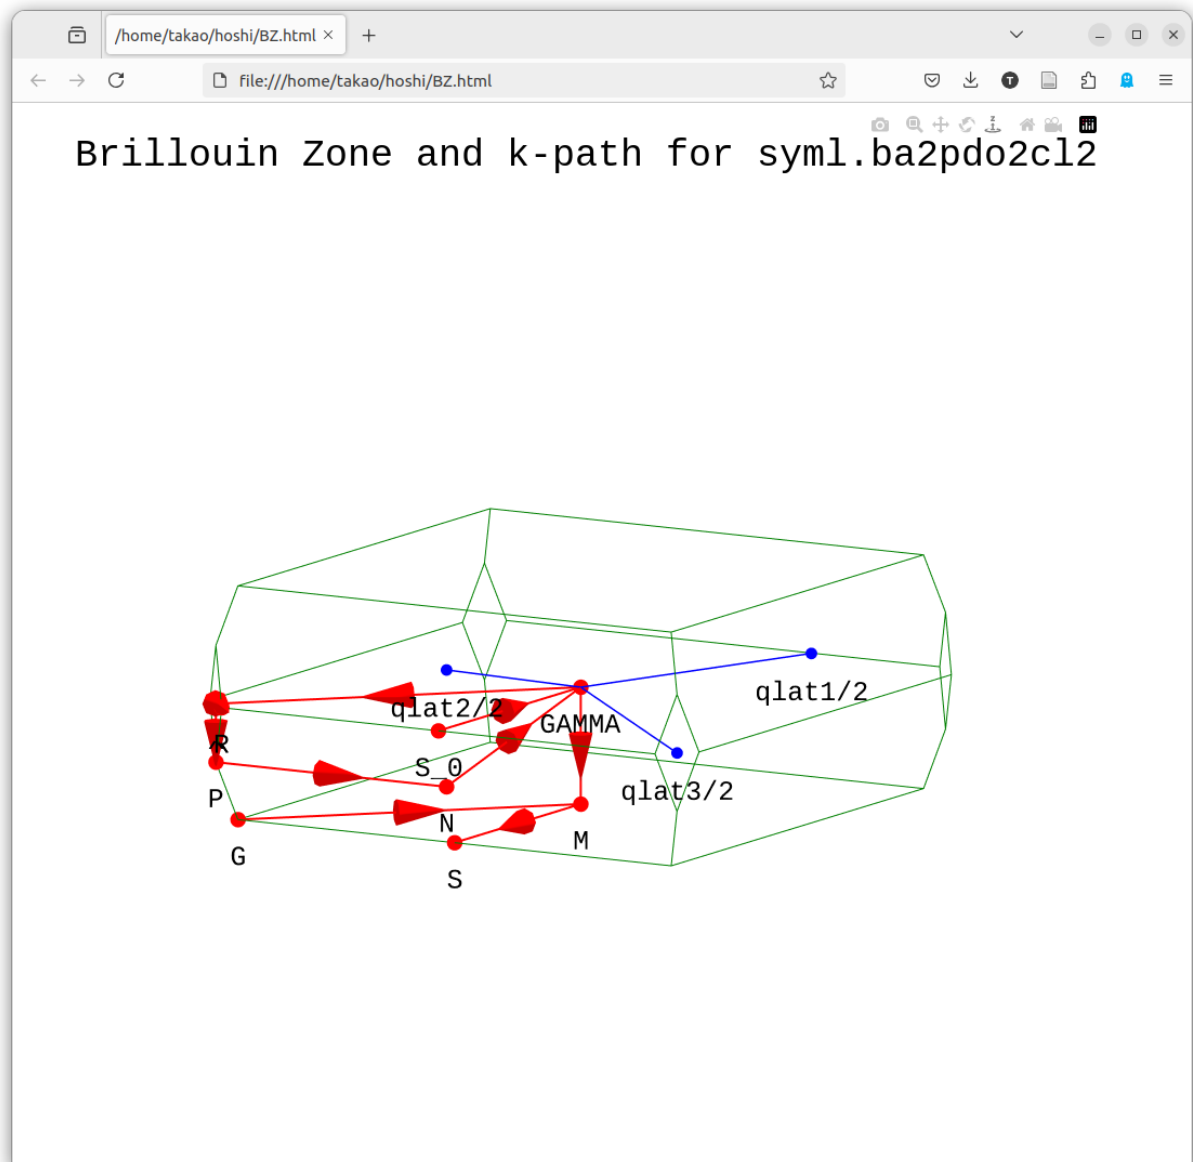 /home/takao/hoshi/BZ.html
file:///home/takao/hoshi/BZ.html
Brillouin Zone and k-path for syml.ba2pdo2cl2
qlat1/2
qlat2/2
GAMMA
R
S_0
qlat3/2
P
N
M
G
S